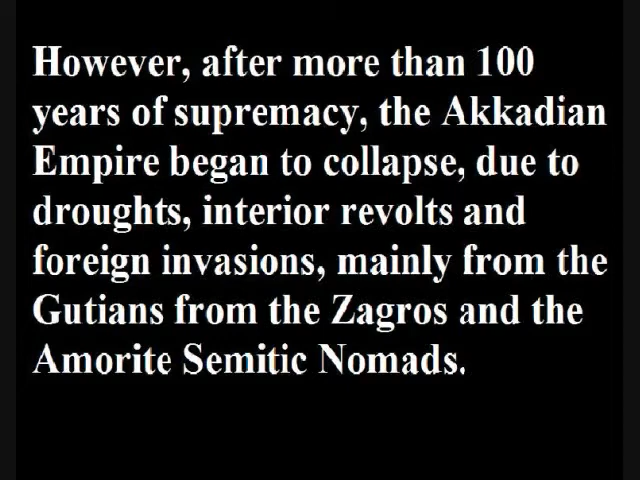 However, after more than 100
years of supremacy, the Akkadian
Empire began to collapse, due to
droughts, interior revolts and
foreign invasions, mainly from the
Gutians from the Zagros and the
Amorite Semitic Nomads.